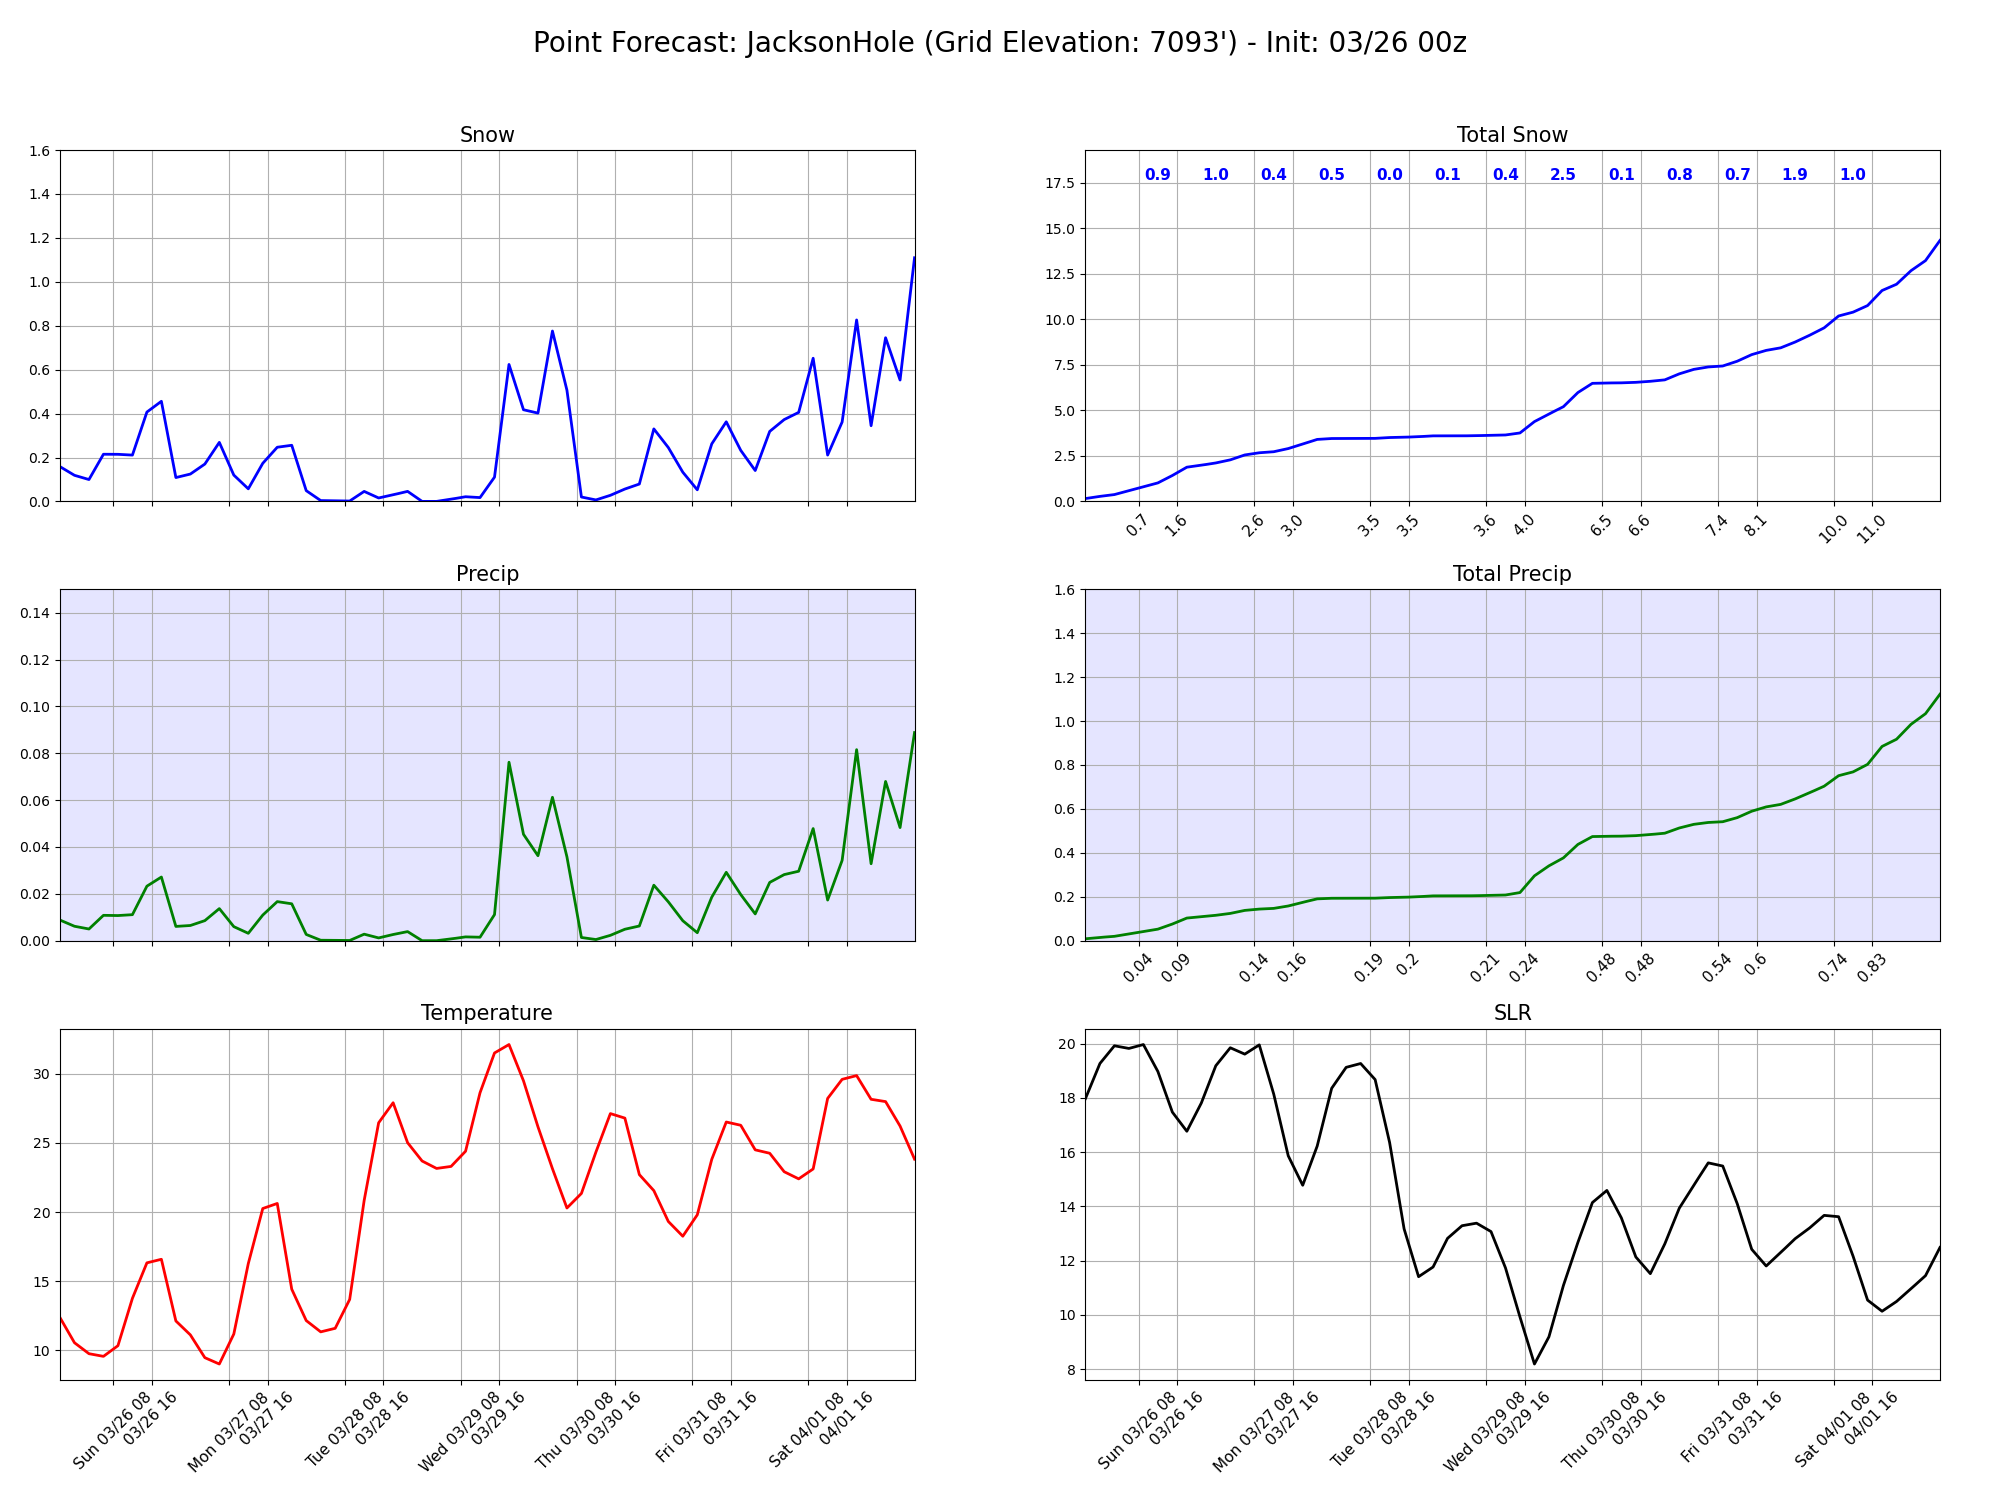 Point Forecast: JacksonHole (Grid Elevation: 7093') - Init: 03/26 00z
Snow
1.6
1.4
1.2
1.0
0.8
0.6
0.4
0.2
0.0
Total Snow
0.9 1.0 0.4 0.5 0.0 0.1 0.4 2.5 0.1 0.8 0.7 1.9 1.0
17.5
15.0
12.5
10.0
7.5
5.0
2.5
0.0
0.7 1.6 2.6 3.0 3.5 3.5 3.6 4.0 6.5 6.6 7.4 8.1 10.0 11.0
Precip
0.14
0.12
0.10
0.08
0.06
0.04
0.02
0.00
Total Precip
1.6
1.4
1.2
1.0
0.8
0.6
0.4
0.2
0.0
0.04 0.09 0.14 0.16 0.19 0.2 0.21 0.24 0.48 0.48 0.54 0.6 0.74 0.83
Temperature
30
25
20
15
10
Sun 03/26 08
03/26 16
Mon 03/27 08
03/27 16
Tue 03/28 08
03/28 16
Wed 03/29 08
03/29 16
Thu 03/30 08
03/30 16
Fri 03/31 08
03/31 16
Sat 04/01 08
04/01 16
SLR
20
18
16
14
12
10
8
Sun 03/26 08
03/26 16
Mon 03/27 08
03/27 16
Tue 03/28 08
03/28 16
Wed 03/29 08
03/29 16
Thu 03/30 08
03/30 16
Fri 03/31 08
03/31 16
Sat 04/01 08
04/01 16